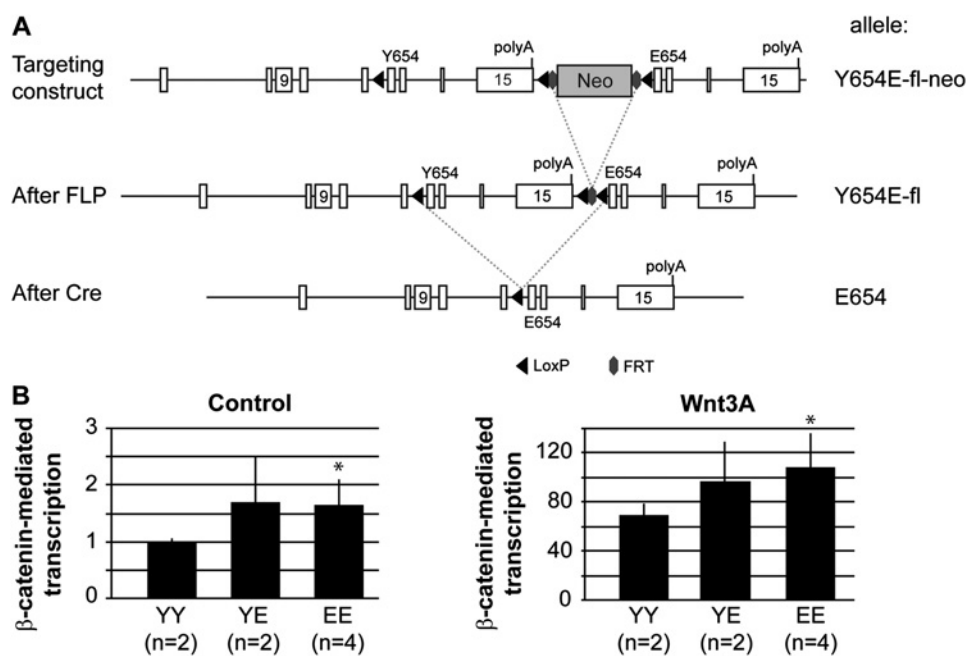 A
allele:
Targeting construct
9
Y654
15
polyA
Neo
E654
15
polyA
Y654E-fl-neo
After FLP
9
Y654
15
polyA
E654
15
polyA
Y654E-fl
After Cre
9
E654
15
polyA
E654
LoxP
FRT
B
Control
β-catenin-mediated
transcription
3
2
1
0
YY
YE
EE
(n=2)
(n=2)
(n=4)
*
Wnt3A
β-catenin-mediated
transcription
120
80
40
0
YY
YE
EE
(n=2)
(n=2)
(n=4)
*